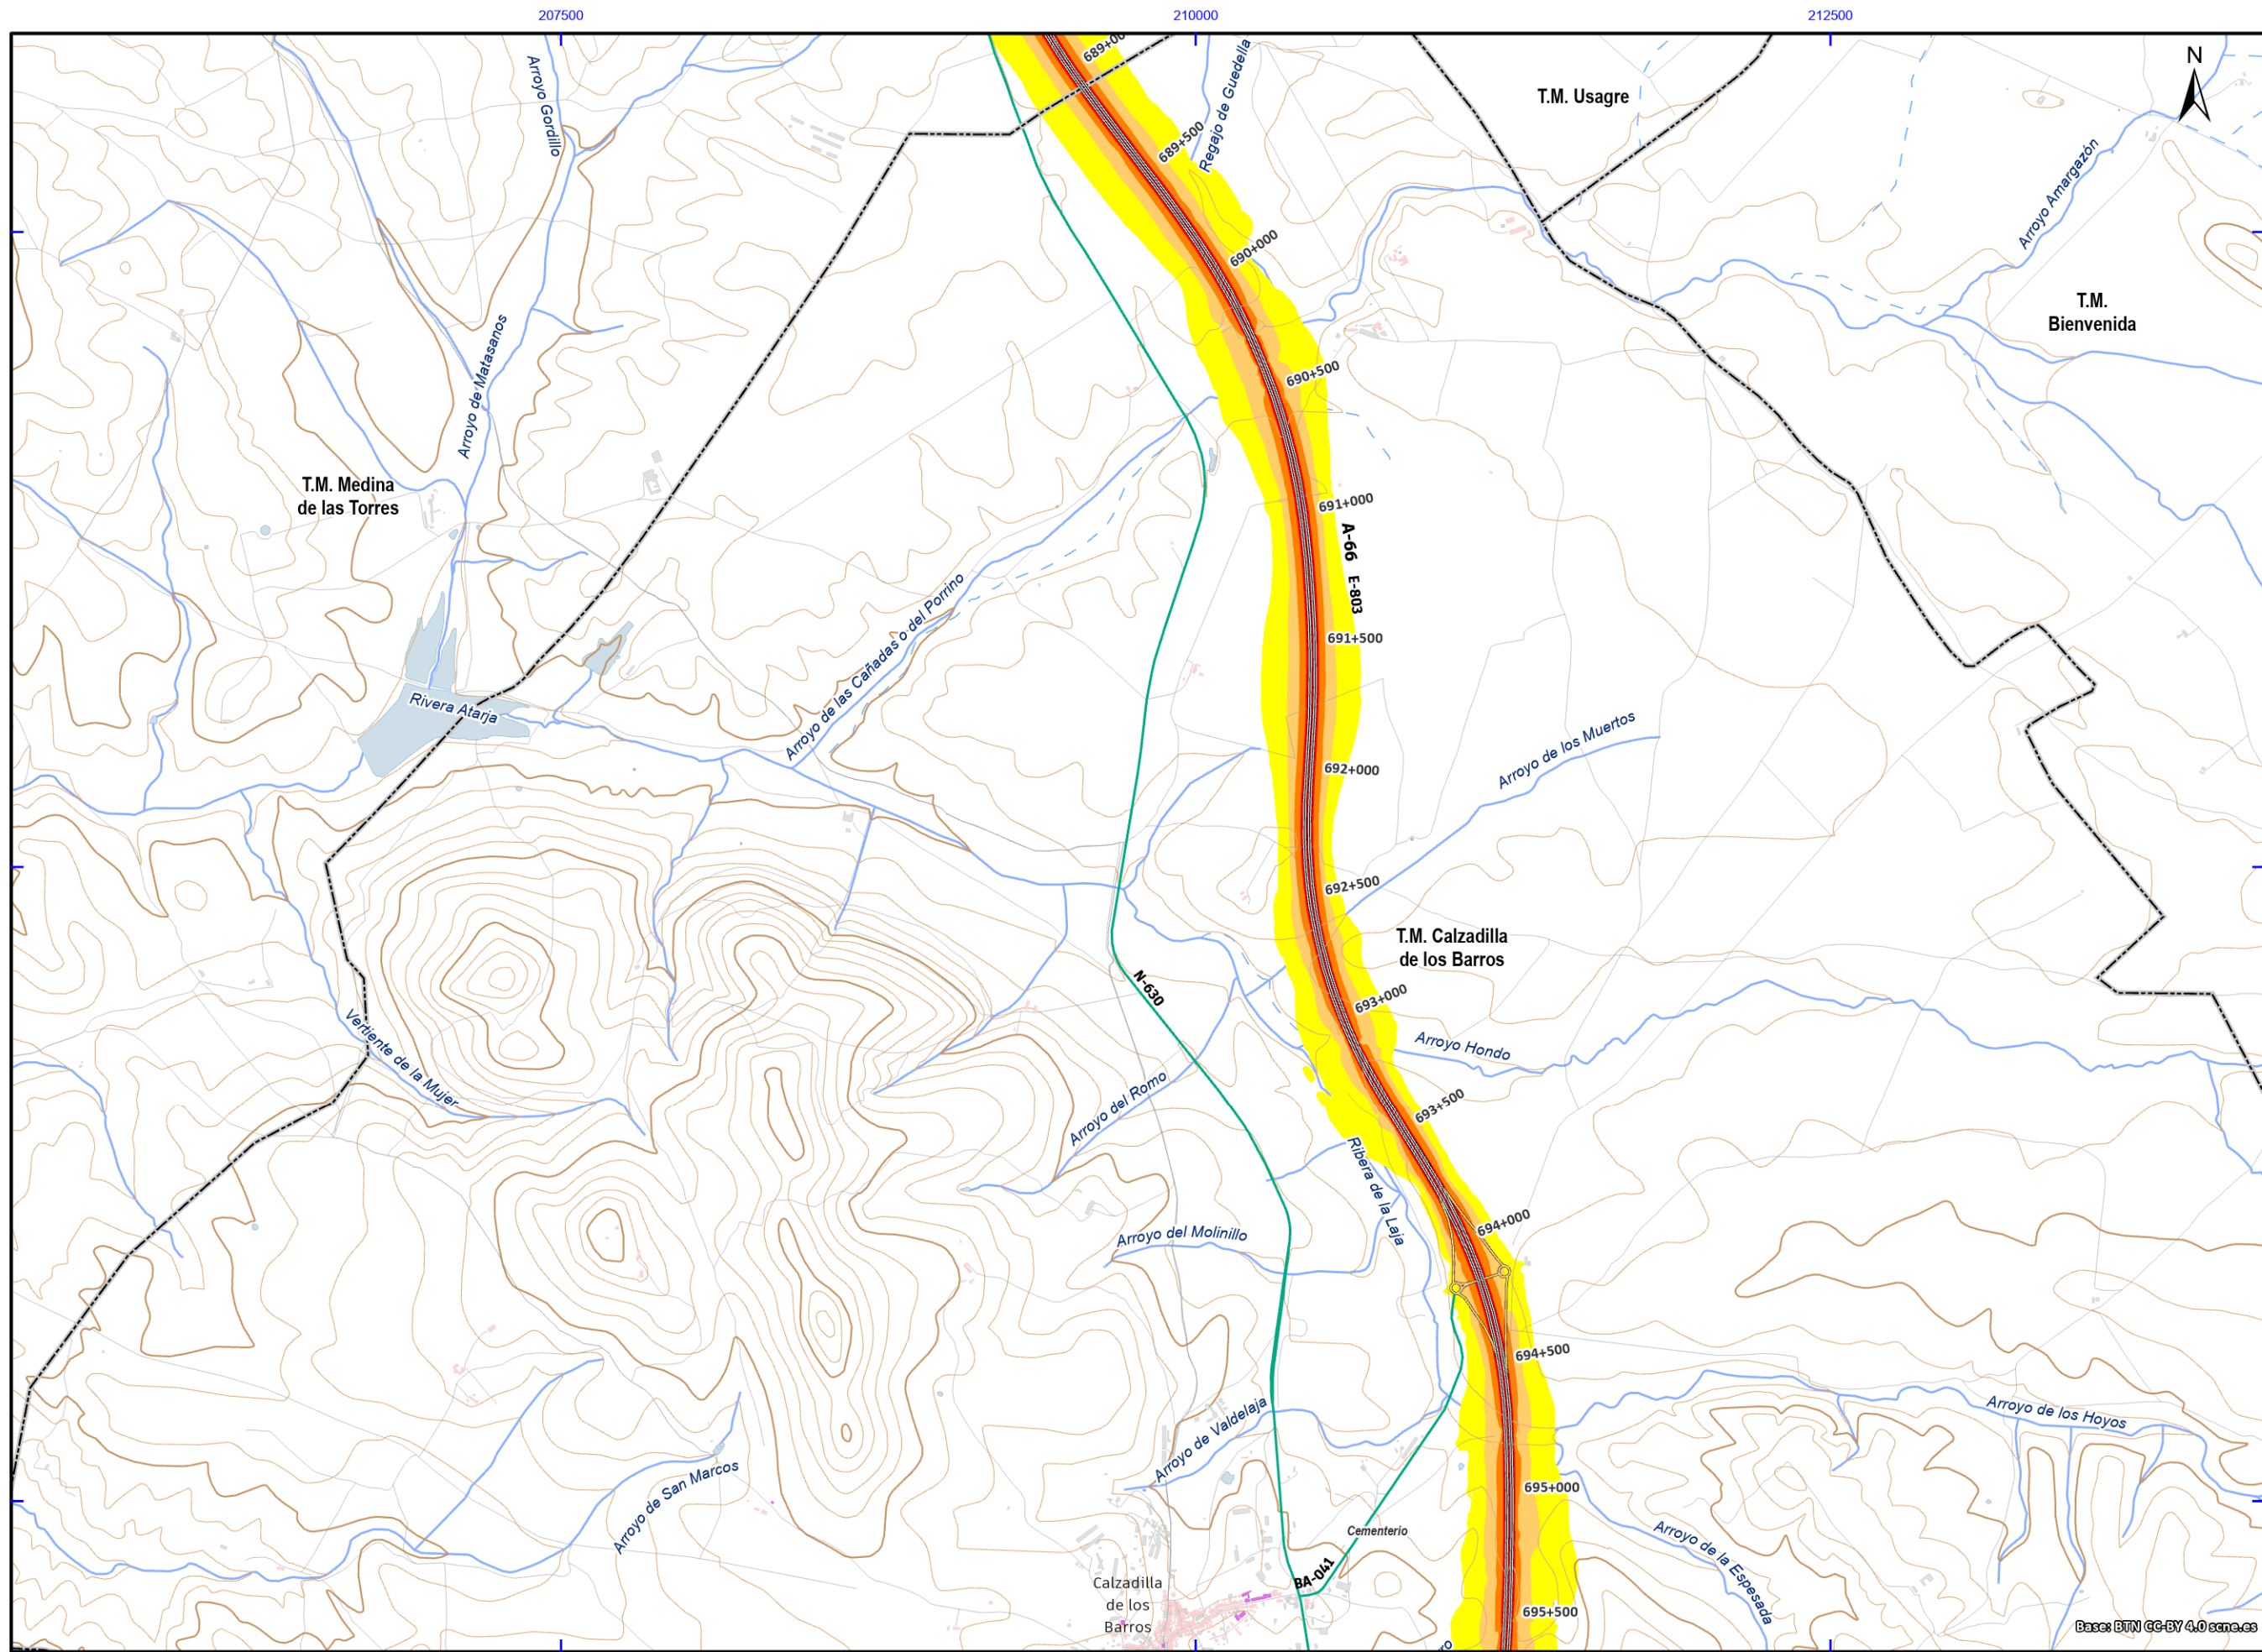 207500
210000
212500
N
689+00
Arroyo Gordillo
Regajo de Guedella
T.M. Usagre
689+500
Arroyo Amargazón
690+000
T.M.
Bienvenida
Arroyo de Matasanos
690+500
T.M. Medina
de las Torres
691+000
A-66
E-803
Arroyo de las Cañadas o del Porrino
691+500
Rivera Atarja
Arroyo de los Muertos
692+000
692+500
T.M. Calzadilla
de los Barros
N-630
693+000
Vertiente de la Mujer
Arroyo Hondo
Arroyo del Romo
693+500
Ribera de la Laja
Arroyo del Molinillo
694+000
694+500
Arroyo de los Hoyos
Arroyo de Valdelaja
Arroyo de San Marcos
695+000
Cementerio
Arroyo de la Espesada
BA-041
Calzadilla
de los
Barros
695+500
Base: BTN CC-BY 4.0 scne.es